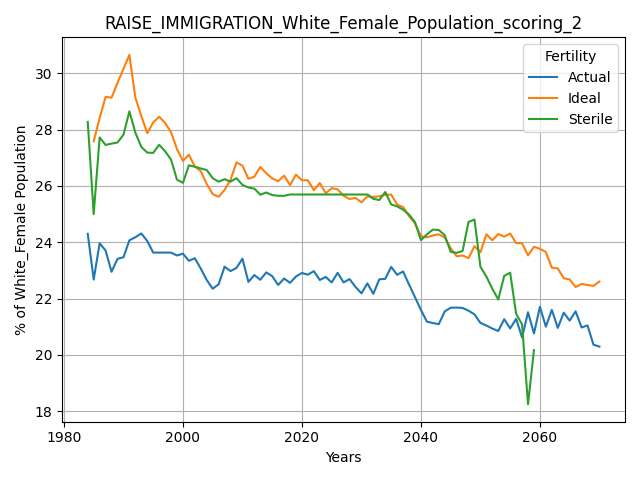 RAISE_IMMIGRATION_White_Female_Population_scoring_2
% of White_Female Population
30
28
26
24
22
20
18
1980
2000
2020
2040
2060
Years
Fertility
Actual
Ideal
Sterile